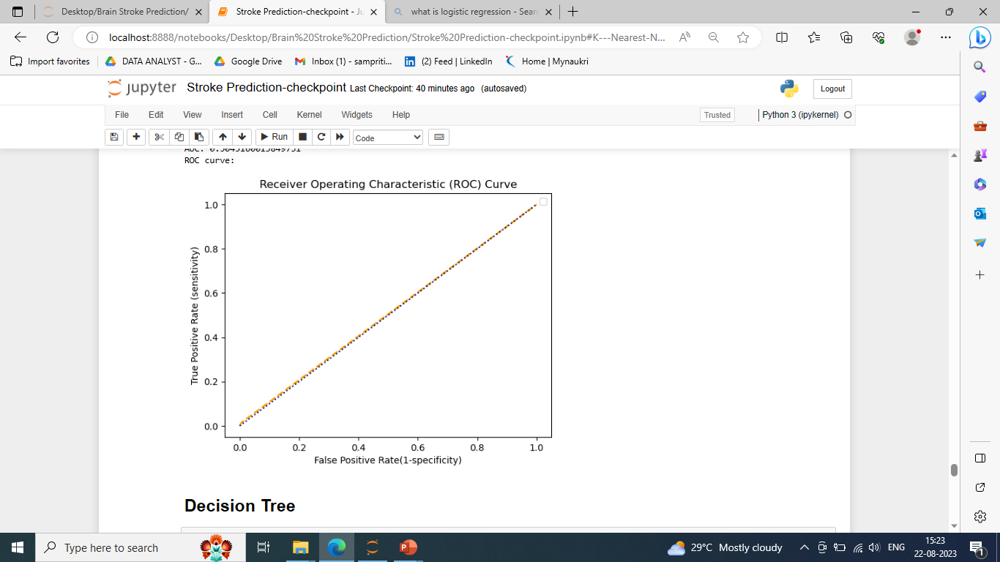 Desktop/Brain Stroke Prediction/
Stroke Prediction-checkpoint - Ju
what is logistic regression - Searc
localhost:8888/notebooks/Desktop/Brain%20Stroke%20Prediction/Stroke%20Prediction-checkpoint.ipynb#K---Nearest-N...
Import favorites
DATA ANALYST - G...
Google Drive
Inbox (1) - sampriti...
(2) Feed | LinkedIn
Home | Mynaukri
jupyter Stroke Prediction-checkpoint Last Checkpoint: 40 minutes ago (autosaved)
Logout
File Edit View Insert Cell Kernel Widgets Help
Trusted
Python 3 (ipykernel)
Run
Code
ROC curve:
Receiver Operating Characteristic (ROC) Curve
True Positive Rate (sensitivity)
1.0
0.8
0.6
0.4
0.2
0.0
0.0 0.2 0.4 0.6 0.8 1.0
False Positive Rate(1-specificity)
Decision Tree
Type here to search
29°C Mostly cloudy
ENG
15:23
22-08-2023
1